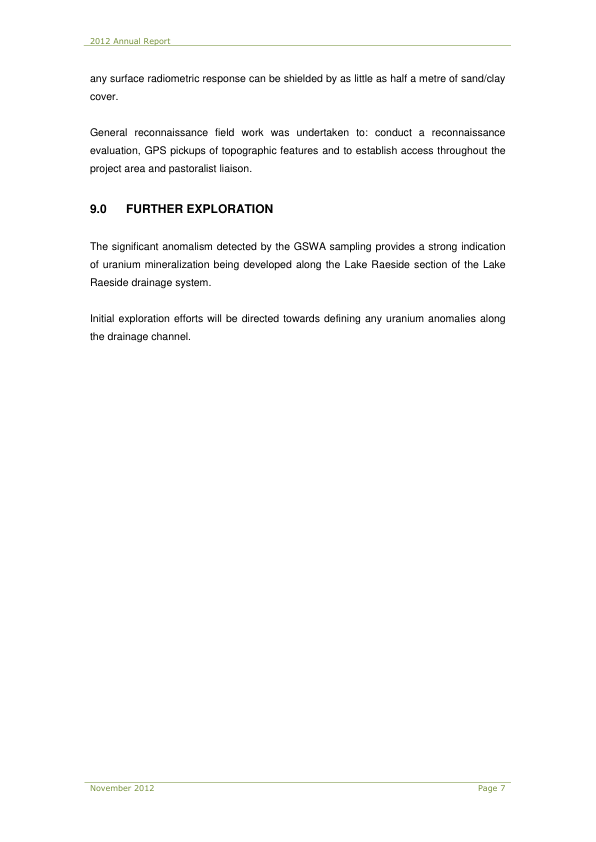 2012 Annual Report
any surface radiometric response can be shielded by as little as half a metre of sand/clay
cover.
General reconnaissance field work was undertaken to: conduct a reconnaissance
evaluation, GPS pickups of topographic features and to establish access throughout the
project area and pastoralist liaison.
9.0 FURTHER EXPLORATION
The significant anomalism detected by the GSWA sampling provides a strong indication
of uranium mineralization being developed along the Lake Raeside section of the Lake
Raeside drainage system.
Initial exploration efforts will be directed towards defining any uranium anomalies along
the drainage channel.
November 2012 Page 7